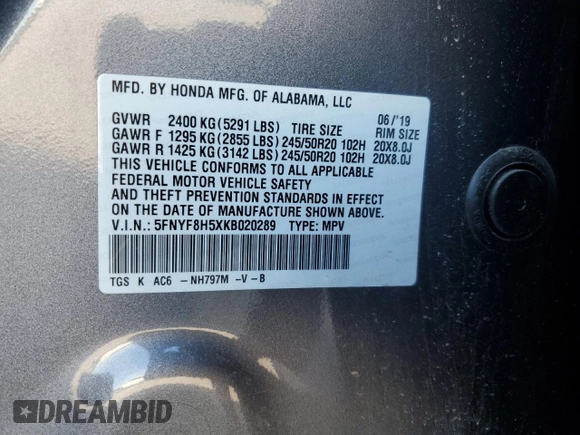 MFD. BY HONDA MFG. OF ALABAMA, LLC
GVWR 2400 KG (5291 LBS) TIRE SIZE 06/'19 RIM SIZE
GAWR F 1295 KG (2855 LBS) 245/50R20 102H 20X8.0J
GAWR R 1425 KG (3142 LBS) 245/50R20 102H 20X8.0J
THIS VEHICLE CONFORMS TO ALL APPLICABLE
FEDERAL MOTOR VEHICLE SAFETY
AND THEFT PREVENTION STANDARDS IN EFFECT
ON THE DATE OF MANUFACTURE SHOWN ABOVE.
V.I.N.: 5FNYF8H5XKB020289 TYPE: MPV
TGS K AC6 - NH797M -V - B
DREAMBID